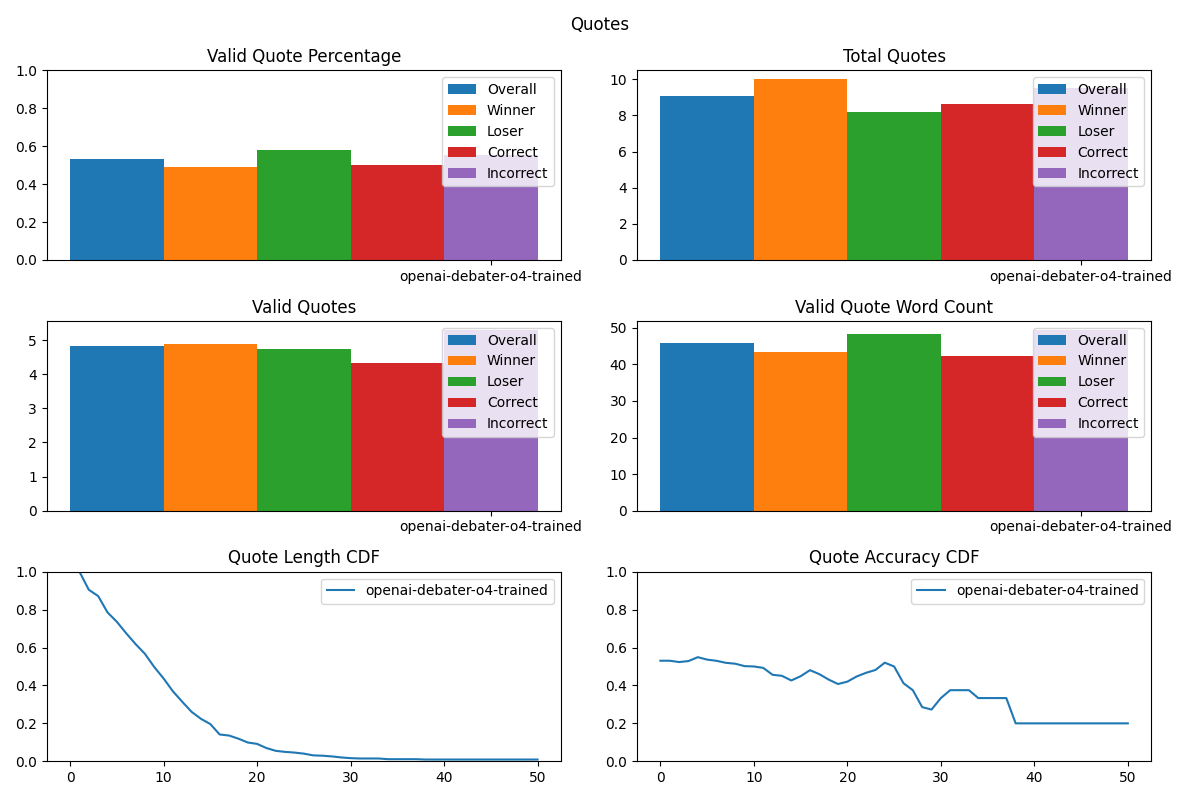 Quotes
Valid Quote Percentage
1.0
0.8
0.6
0.4
0.2
0.0
Overall
Winner
Loser
Correct
Incorrect
openai-debater-o4-trained
Total Quotes
10
8
6
4
2
0
Overall
Winner
Loser
Correct
Incorrect
openai-debater-o4-trained
Valid Quotes
5
4
3
2
1
0
Overall
Winner
Loser
Correct
Incorrect
openai-debater-o4-trained
Valid Quote Word Count
50
40
30
20
10
0
Overall
Winner
Loser
Correct
Incorrect
openai-debater-o4-trained
Quote Length CDF
1.0
0.8
0.6
0.4
0.2
0.0
openai-debater-o4-trained
0 10 20 30 40 50
Quote Accuracy CDF
1.0
0.8
0.6
0.4
0.2
0.0
openai-debater-o4-trained
0 10 20 30 40 50